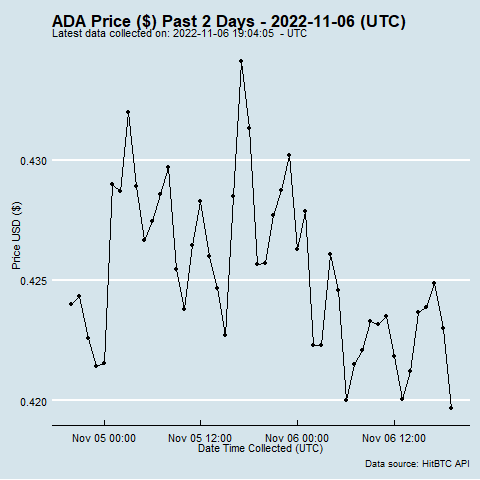 ADA Price ($) Past 2 Days - 2022-11-06 (UTC)
Latest data collected on: 2022-11-06 19:04:05  - UTC
0.430
0.425
0.420
Price USD ($)
Nov 05 00:00 Nov 05 12:00 Nov 06 00:00 Nov 06 12:00
Date Time Collected (UTC)
Data source: HitBTC API